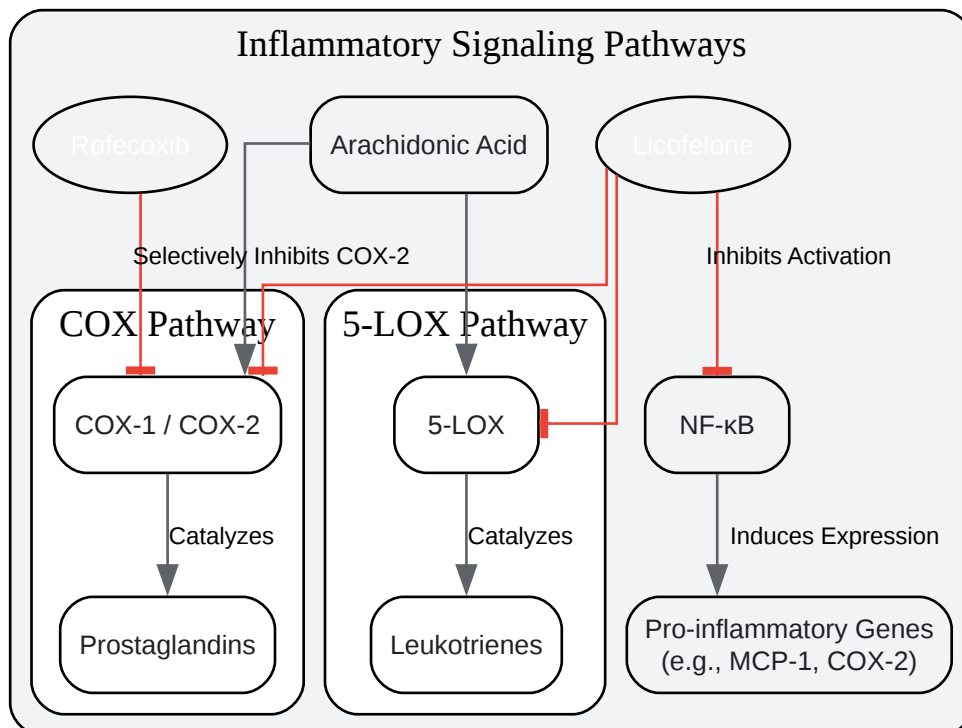 Inflammatory Signaling Pathways
Rofecoxib
Arachidonic Acid
Licofelone
Selectively Inhibits COX-2
Inhibits Activation
COX Pathway
5-LOX Pathway
COX-1 / COX-2
5-LOX
NF-κB
Catalyzes
Catalyzes
Induces Expression
Prostaglandins
Leukotrienes
Pro-inflammatory Genes
(e.g., MCP-1, COX-2)